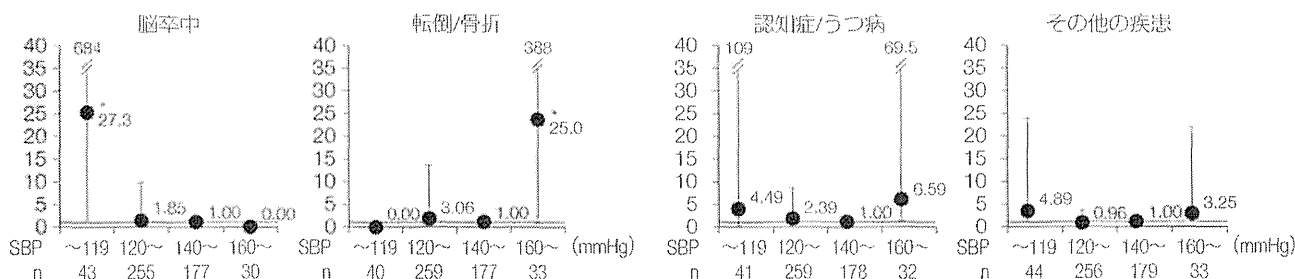 脳卒中 転倒/骨折 認知症/うつ病 その他の疾患
40 684 40 388 40 109 69.5 40
35 35 35 35
30 30 30 30
25 * 27.3 25 * 25.0 25 25
20 20 20 20
15 15 15 15
10 10 10 10
5 1.85 1.00 0.00 5 0.00 3.06 1.00 5 4.49 2.39 1.00 6.59 5 4.89 0.96 1.00 3.25
0 0 0 0
SBP ～119 120～ 140～ 160～ ～119 120～ 140～ 160～ (mmHg) SBP ～119 120～ 140～ 160～ ～119 120～ 140～ 160～ (mmHg)
n 43 255 177 30 40 259 177 33 n 41 259 178 32 44 256 179 33